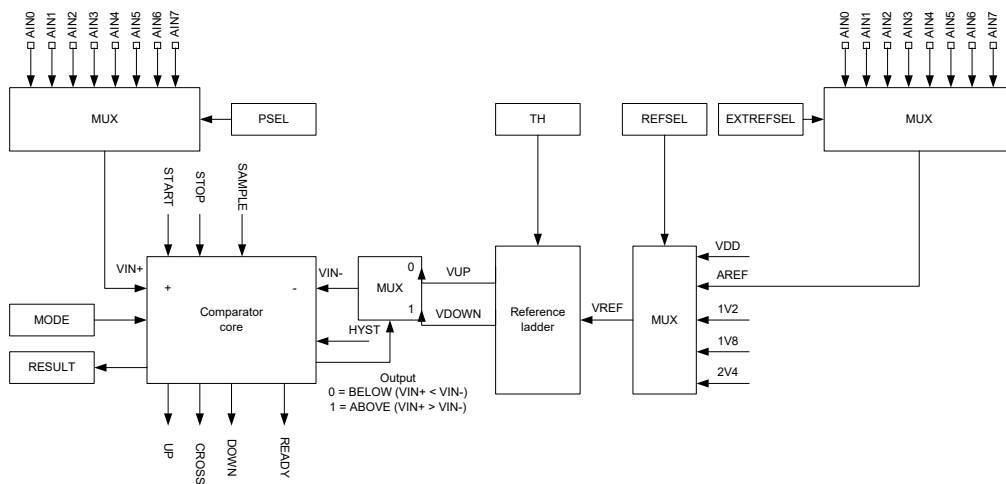 AIN0
AIN1
AIN2
AIN3
AIN4
AIN5
AIN6
AIN7
AIN0
AIN1
AIN2
AIN3
AIN4
AIN5
AIN6
AIN7
MUX
PSEL
TH
REFSEL
EXTREFSEL
MUX
START
STOP
SAMPLE
VIN+
+
-
VIN-
MUX
0
1
VUP
VDOWN
Reference
ladder
VREF
MUX
VDD
AREF
1V2
1V8
2V4
MODE
Comparator
core
HYST
RESULT
Output
0 = BELOW (VIN+ < VIN-)
1 = ABOVE (VIN+ > VIN-)
UP
CROSS
DOWN
READY